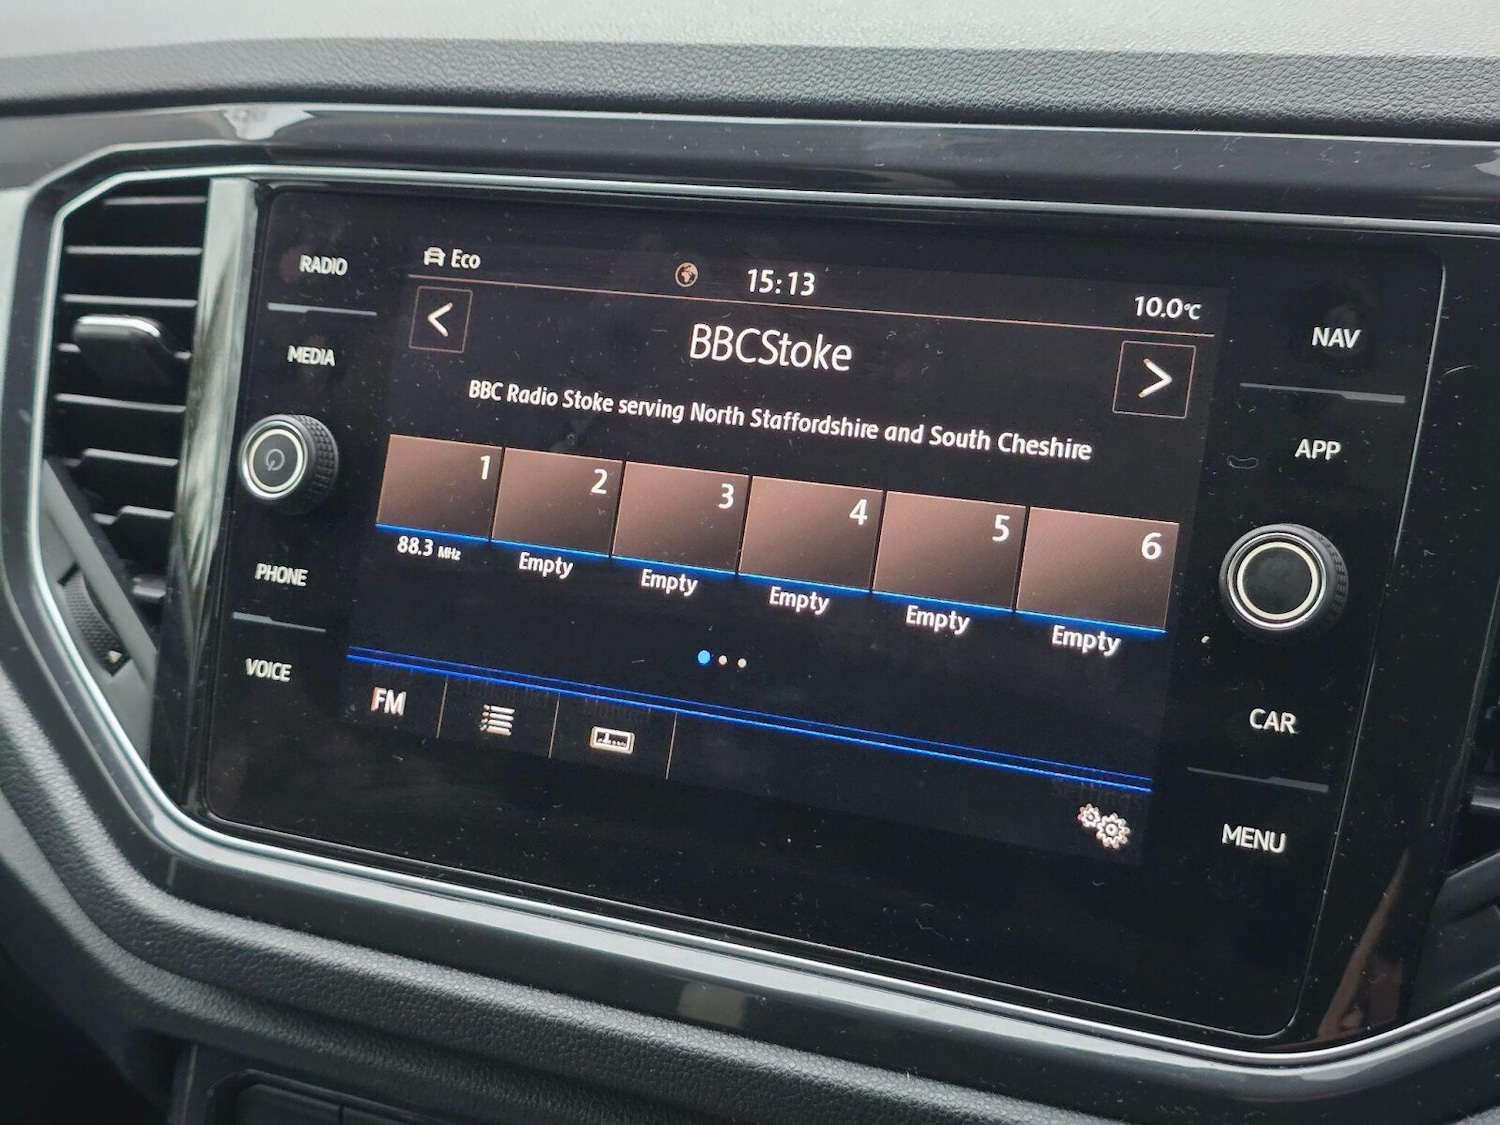 RADIO
MEDIA
PHONE
VOICE
Eco
15:13
10.0°C
BBCStoke
BBC Radio Stoke serving North Staffordshire and South Cheshire
1 2 3 4 5 6
88.3 MHz Empty Empty Empty Empty Empty
FM
NAV
APP
CAR
MENU